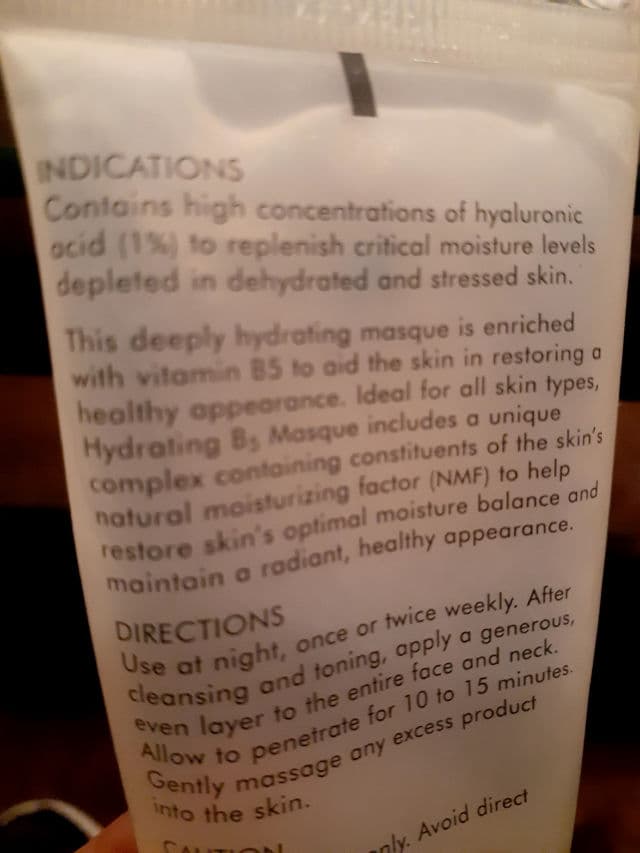 INDICATIONS
Contains high concentrations of hyaluronic
acid (1%) to replenish critical moisture levels
depleted in dehydrated and stressed skin.
This deeply hydrating masque is enriched
with vitamin B5 to aid the skin in restoring a
healthy appearance. Ideal for all skin types,
Hydrating B5 Masque includes a unique
complex containing constituents of the skin's
natural moisturizing factor (NMF) to help
restore skin's optimal moisture balance and
maintain a radiant, healthy appearance.
DIRECTIONS
Use at night, once or twice weekly. After
cleansing and toning, apply a generous,
even layer to the entire face and neck.
Allow to penetrate for 10 to 15 minutes.
Gently massage any excess product
into the skin.
Avoid direct